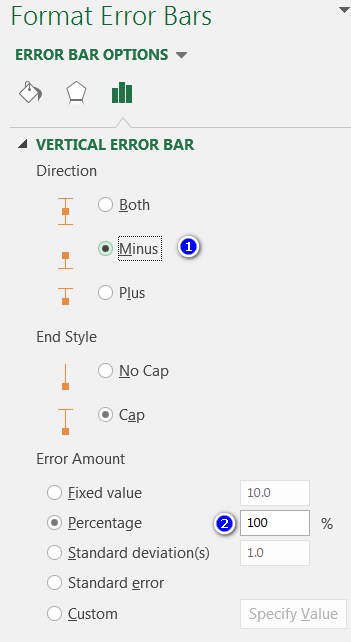 Format Error Bars
ERROR BAR OPTIONS
VERTICAL ERROR BAR
Direction
Both
Minus 1
Plus
End Style
No Cap
Cap
Error Amount
Fixed value 10.0
Percentage 2 100 %
Standard deviation(s) 1.0
Standard error
Custom Specify Value